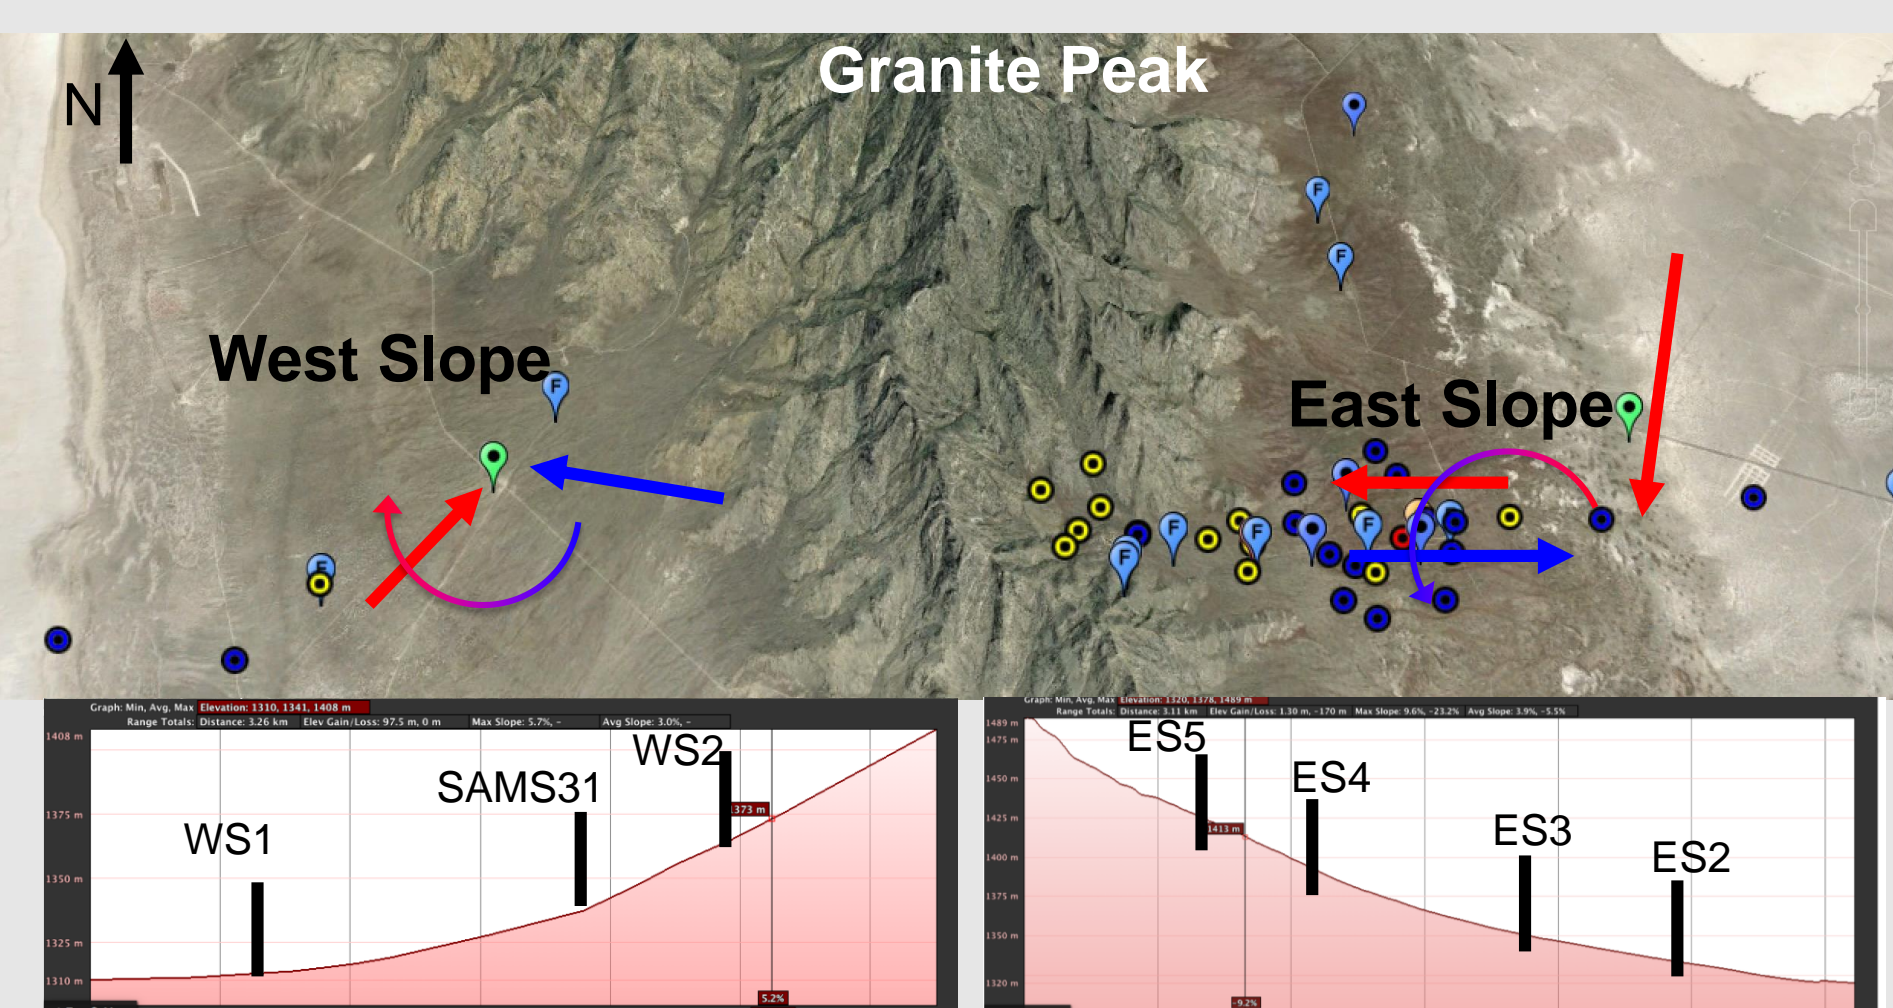 Granite Peak
N
West Slope
East Slope
F
F
F
F
F
F
F
F
Graph: Min, Avg, Max Elevation: 1310, 1341, 1408 m
Range Totals: Distance: 3.26 km Elev Gain/Loss: 97.5 m, 0 m Max Slope: 5.7%, - Avg Slope: 3.0%, -
1408 m
1375 m
1350 m
1325 m
1310 m
WS1
SAMS31
WS2
1373 m
5.2%
Graph: Min, Avg, Max Elevation: 1320, 1378, 1489 m
Range Totals: Distance: 3.11 km Elev Gain/Loss: 1.30 m, -170 m Max Slope: 9.6%, -23.2% Avg Slope: 3.9%, -5.5%
1489 m
1475 m
1450 m
1425 m
1400 m
1375 m
1350 m
1320 m
ES5
ES4
ES3
ES2
1413 m
-9.2%